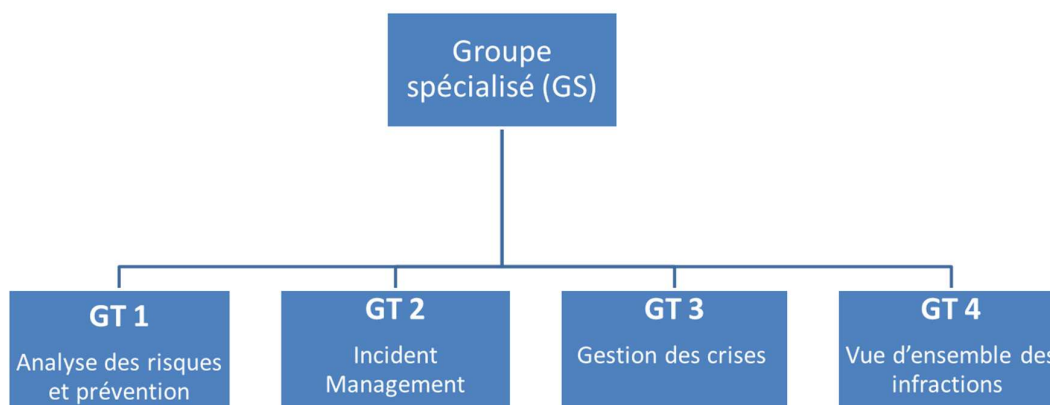 Groupe
spécialisé (GS)
GT 1
Analyse des risques
et prévention
GT 2
Incident
Management
GT 3
Gestion des crises
GT 4
Vue d’ensemble des
infractions